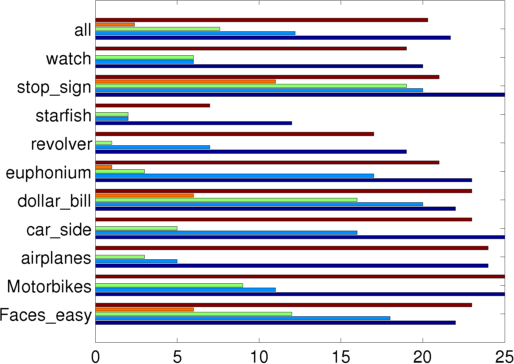 all
watch
stop_sign
starfish
revolver
euphonium
dollar_bill
car_side
airplanes
Motorbikes
Faces_easy
0 5 10 15 20 25